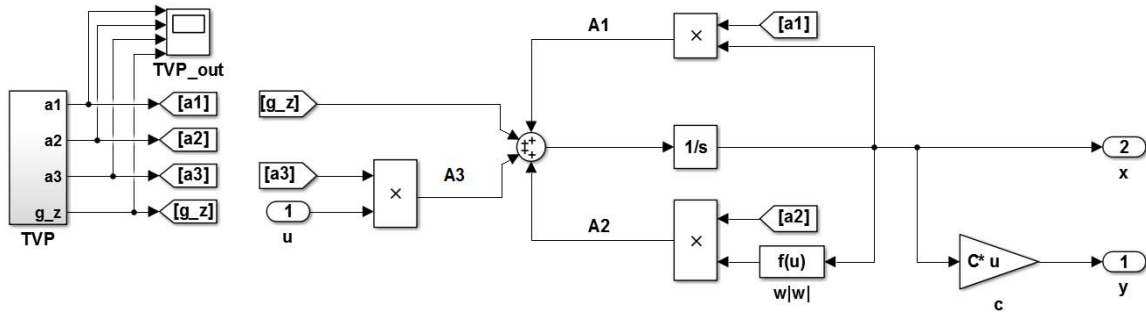 TVP_out
a1
a2
a3
g_z
TVP
[a1]
[a2]
[a3]
[g_z]
[g_z]
[a3]
1
u
×
A3
A1
×
[a1]
+
+
+
+
1/s
A2
×
[a2]
f(u)
w|w|
C* u
c
2
x
1
y